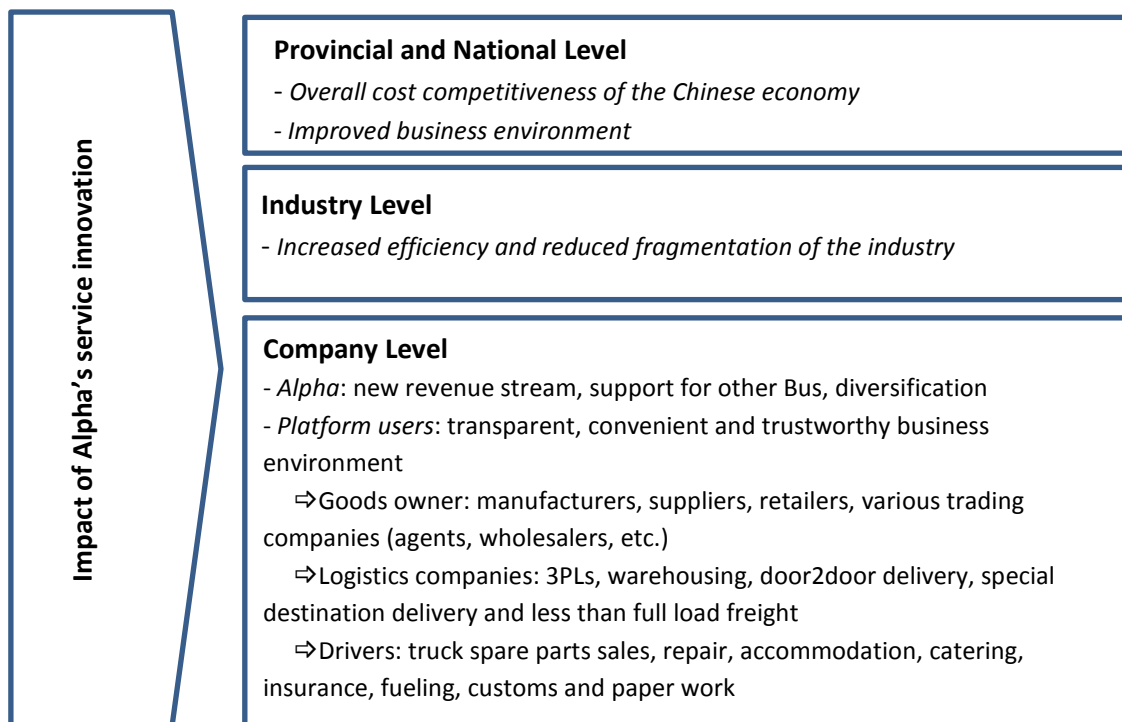 Impact of Alpha's service innovation
Provincial and National Level
- Overall cost competitiveness of the Chinese economy
- Improved business environment
Industry Level
- Increased efficiency and reduced fragmentation of the industry
Company Level
- Alpha: new revenue stream, support for other Bus, diversification
- Platform users: transparent, convenient and trustworthy business
environment
⇨Goods owner: manufacturers, suppliers, retailers, various trading
companies (agents, wholesalers, etc.)
⇨Logistics companies: 3PLs, warehousing, door2door delivery, special
destination delivery and less than full load freight
⇨Drivers: truck spare parts sales, repair, accommodation, catering,
insurance, fueling, customs and paper work